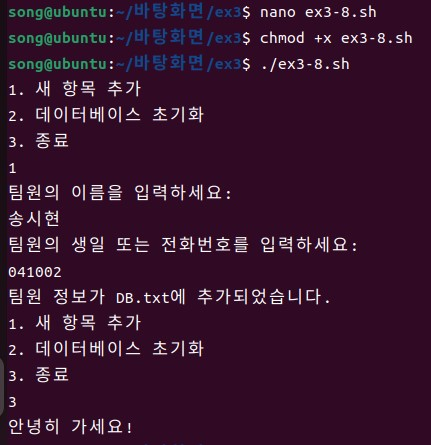 song@ubuntu:~/바탕화면/ex3$ nano ex3-8.sh
song@ubuntu:~/바탕화면/ex3$ chmod +x ex3-8.sh
song@ubuntu:~/바탕화면/ex3$ ./ex3-8.sh
1. 새 항목 추가
2. 데이터베이스 초기화
3. 종료
1
팀원의 이름을 입력하세요:
송시현
팀원의 생일 또는 전화번호를 입력하세요:
041002
팀원 정보가 DB.txt에 추가되었습니다.
1. 새 항목 추가
2. 데이터베이스 초기화
3. 종료
3
안녕히 가세요!